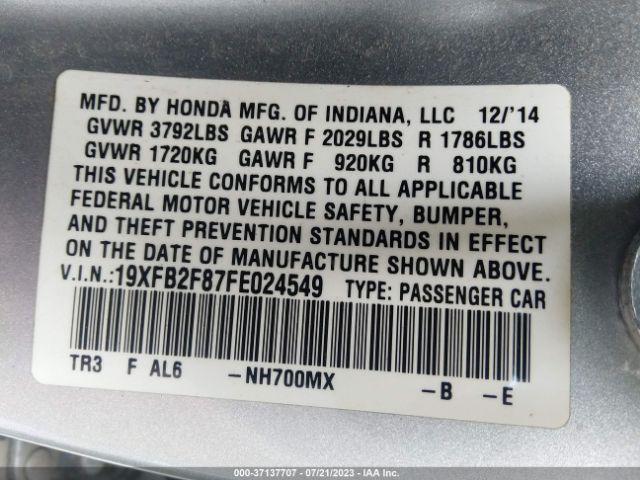 MFD. BY HONDA MFG. OF INDIANA, LLC 12/'14
GVWR 3792LBS GAWR F 2029LBS R 1786LBS
GVWR 1720KG GAWR F 920KG R 810KG
THIS VEHICLE CONFORMS TO ALL APPLICABLE
FEDERAL MOTOR VEHICLE SAFETY, BUMPER,
AND THEFT PREVENTION STANDARDS IN EFFECT
ON THE DATE OF MANUFACTURE SHOWN ABOVE.
V.I.N.:19XFB2F87FE024549 TYPE: PASSENGER CAR
TR3 F AL6 -NH700MX -B -E
000-37137707 / 07/21/2023 - IAA Inc.